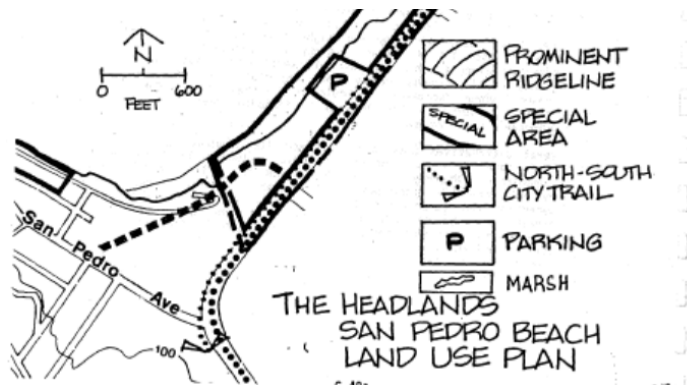 N
0 600
FEET
P
San Pedro Ave
100
PROMINENT
RIDGELINE
SPECIAL
SPECIAL
AREA
NORTH-SOUTH
CITY TRAIL
P
PARKING
MARSH
THE HEADLANDS
SAN PEDRO BEACH
LAND USE PLAN